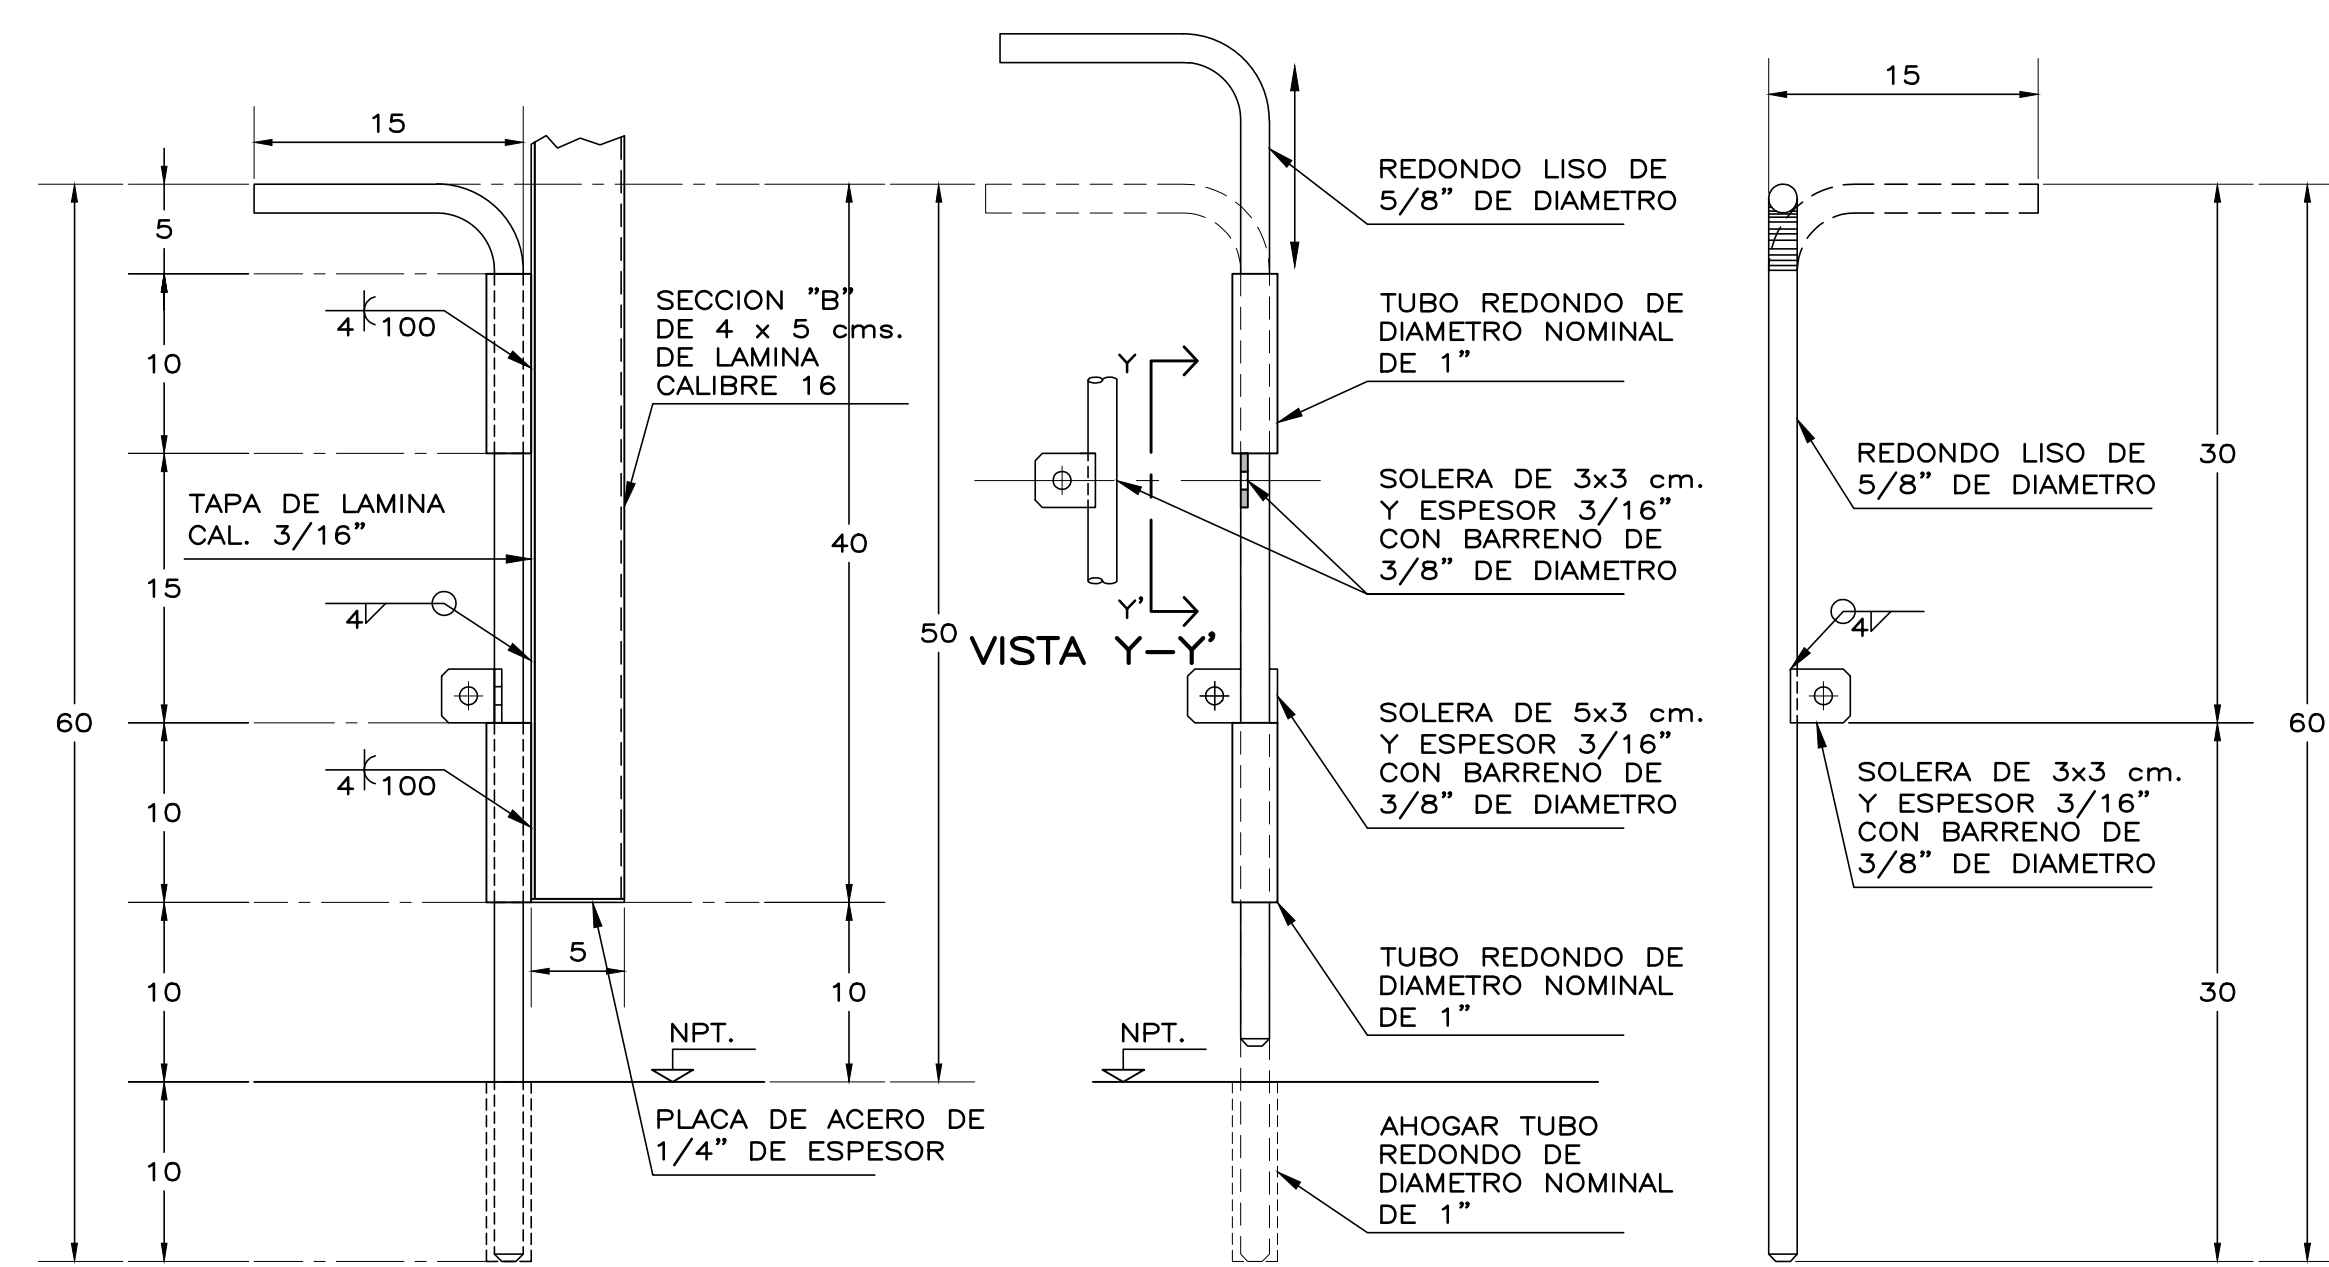 15
5
10
15
10
10
10
60
4 100
TAPA DE LAMINA
CAL. 3/16"
4
4 100
SECCION "B"
DE 4 x 5 cms.
DE LAMINA
CALIBRE 16
40
10
50
5
NPT.
PLACA DE ACERO DE
1/4" DE ESPESOR
Y
Y'
VISTA Y-Y'
NPT.
REDONDO LISO DE
5/8" DE DIAMETRO
TUBO REDONDO DE
DIAMETRO NOMINAL
DE 1"
SOLERA DE 3x3 cm.
Y ESPESOR 3/16"
CON BARRENO DE
3/8" DE DIAMETRO
SOLERA DE 5x3 cm.
Y ESPESOR 3/16"
CON BARRENO DE
3/8" DE DIAMETRO
TUBO REDONDO DE
DIAMETRO NOMINAL
DE 1"
AHOGAR TUBO
REDONDO DE
DIAMETRO NOMINAL
DE 1"
15
REDONDO LISO DE
5/8" DE DIAMETRO
4
SOLERA DE 3x3 cm.
Y ESPESOR 3/16"
CON BARRENO DE
3/8" DE DIAMETRO
30
30
60